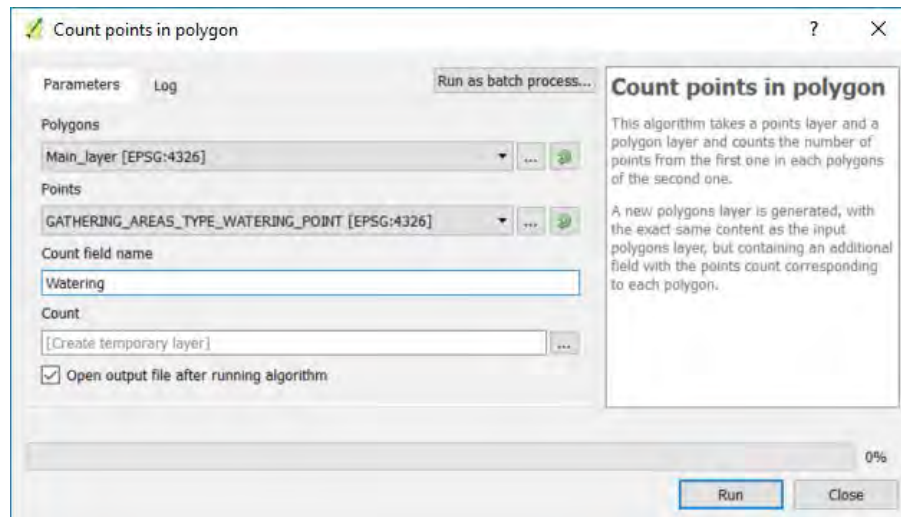 Count points in polygon
?
Parameters
Log
Run as batch process...
Polygons
Main_layer [EPSG:4326]
...
Points
GATHERING_AREAS_TYPE_WATERING_POINT [EPSG:4326]
...
Count field name
Watering
Count
[Create temporary layer]
...
Open output file after running algorithm
Count points in polygon
This algorithm takes a points layer and a
polygon layer and counts the number of
points from the first one in each polygons
of the second one.
A new polygons layer is generated, with
the exact same content as the input
polygons layer, but containing an additional
field with the points count corresponding
to each polygon.
0%
Run
Close